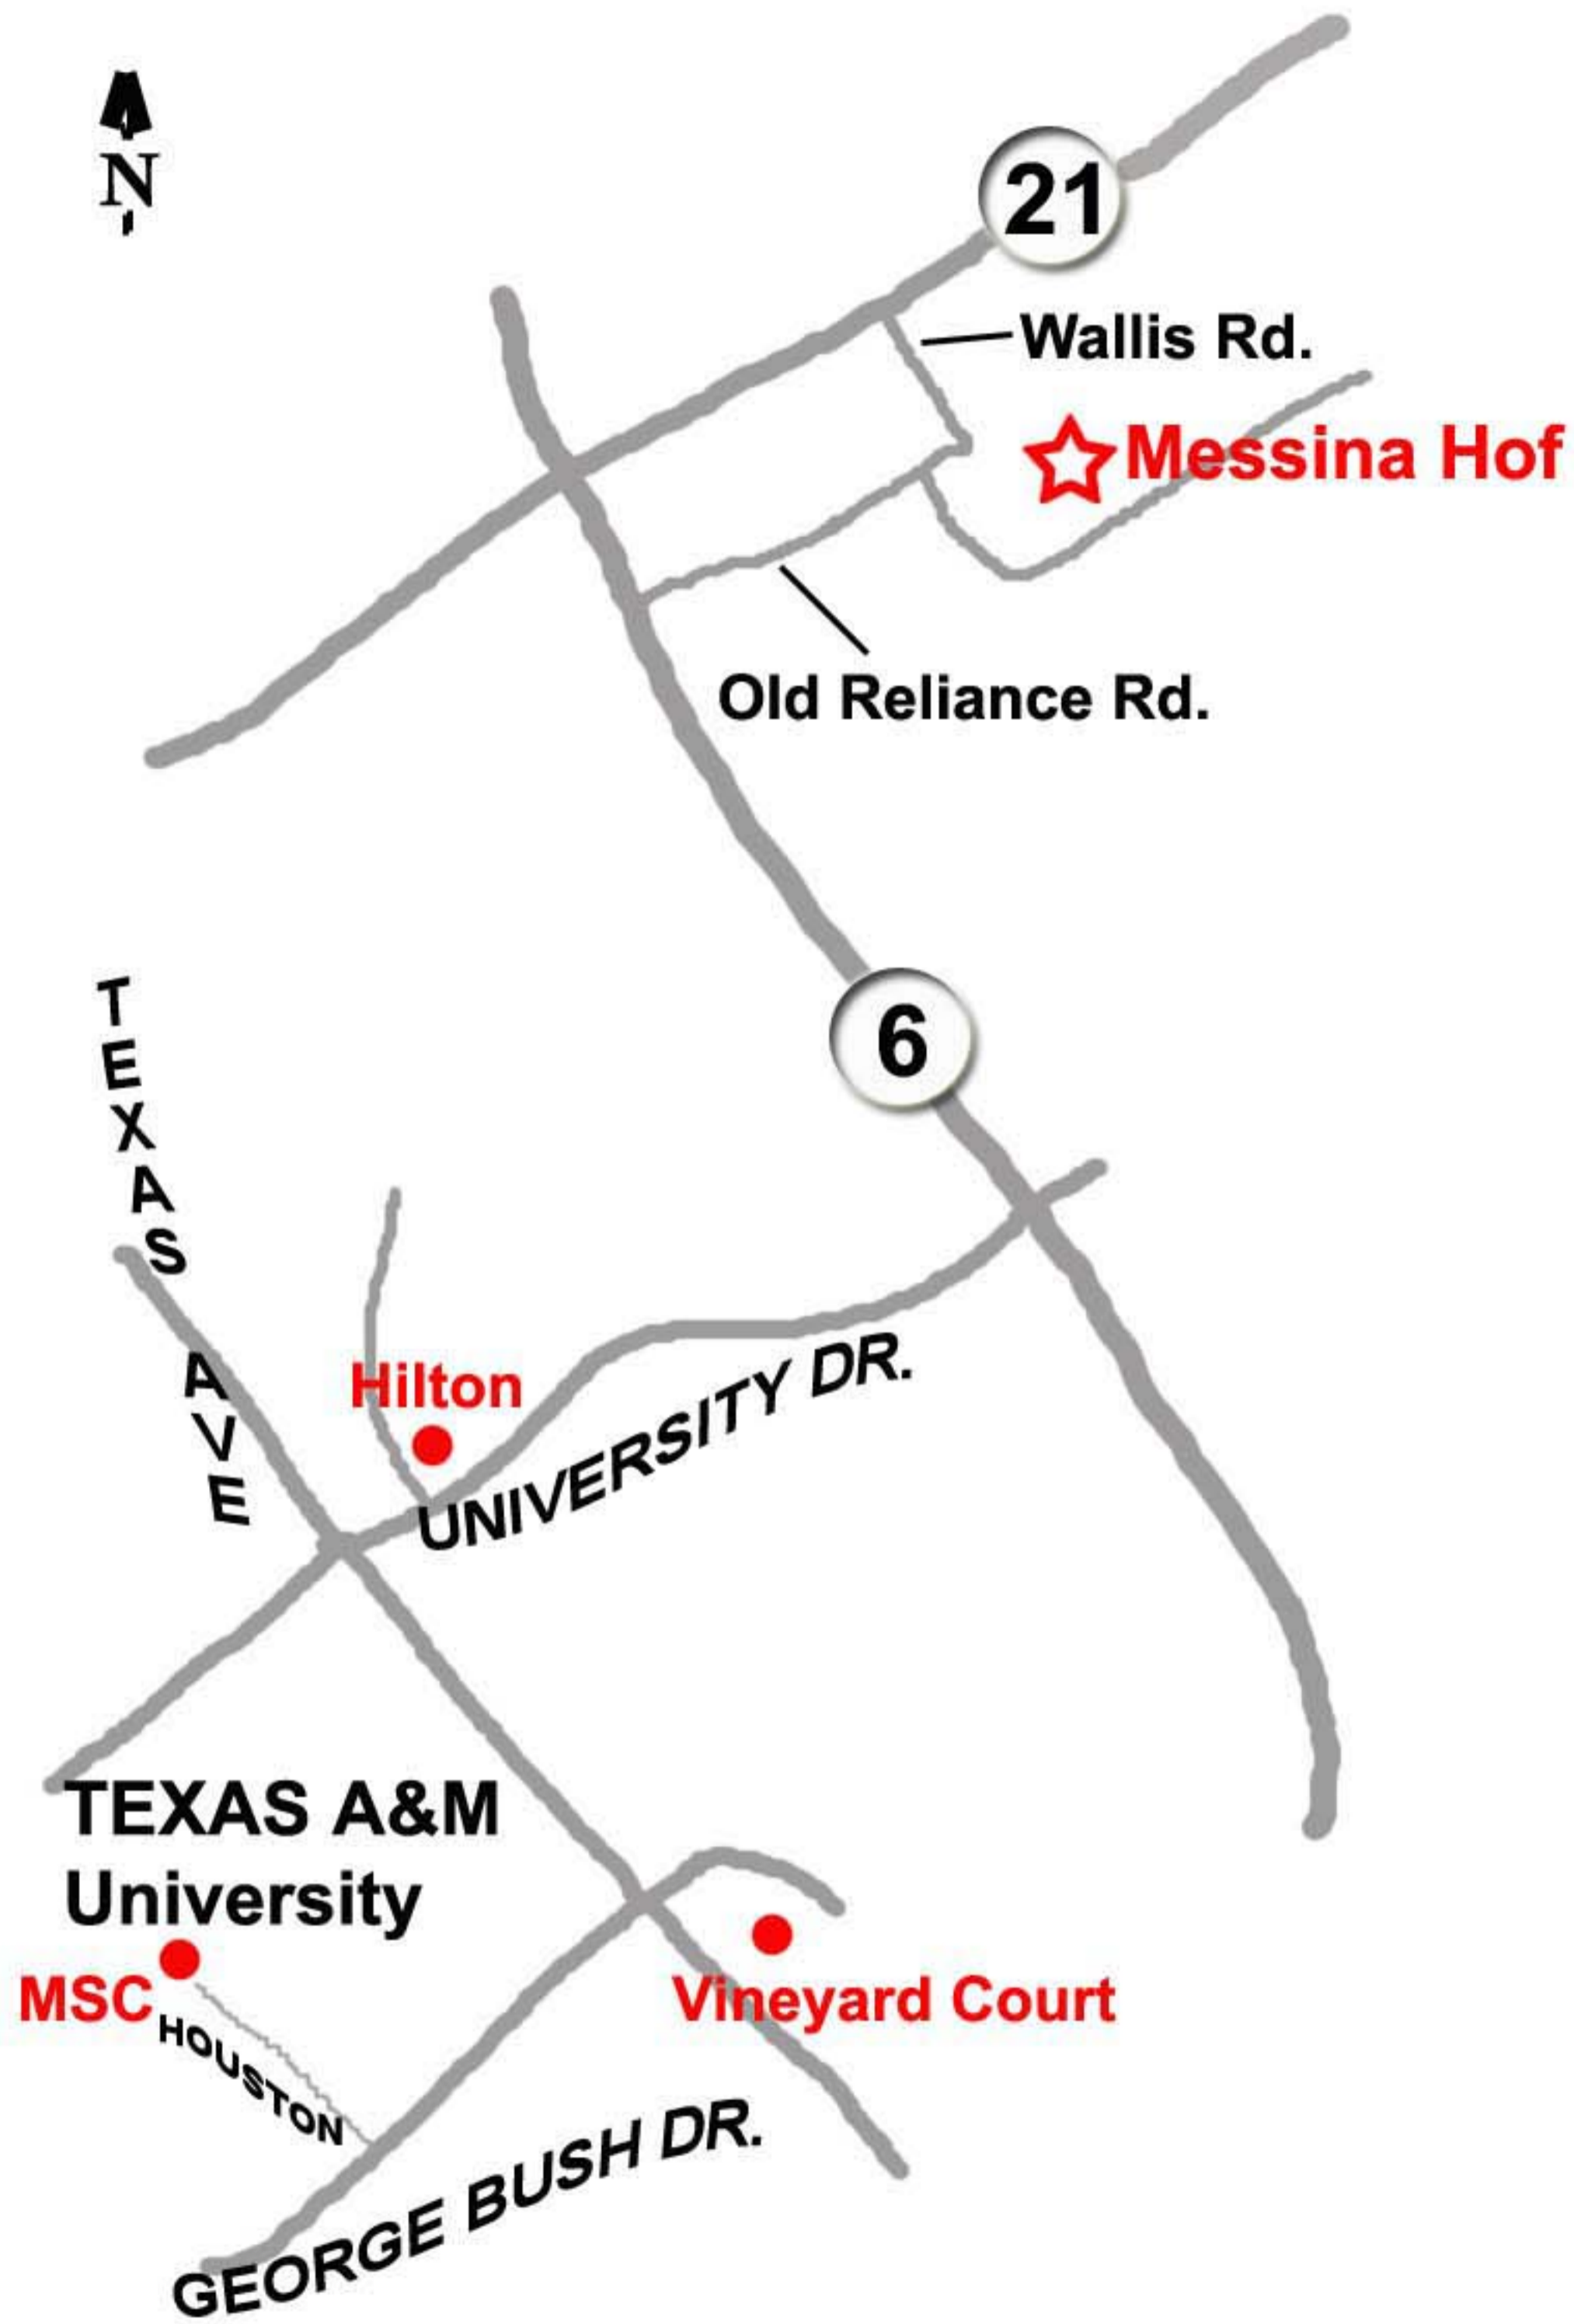 N
21
Wallis Rd.
Messina Hof
Old Reliance Rd.
6
TEXAS AVE
Hilton
UNIVERSITY DR.
TEXAS A&M
University
MSC
HOUSTON
Vineyard Court
GEORGE BUSH DR.